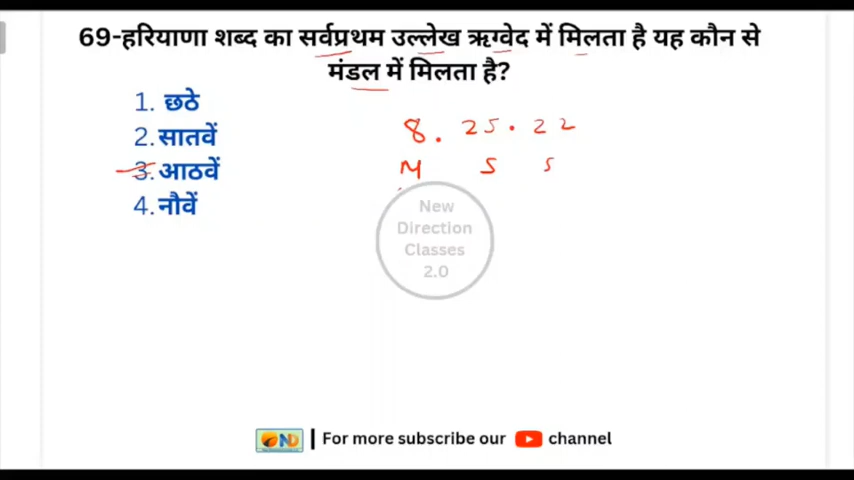 69-हरियाणा शब्द का सर्वप्रथम उल्लेख ऋग्वेद में मिलता है यह कौन से
मंडल में मिलता है?
1. छठे
2. सातवें
3. आठवें
4. नौवें
8. 25. 22
M S S
New
Direction
Classes
2.0
ND | For more subscribe our channel